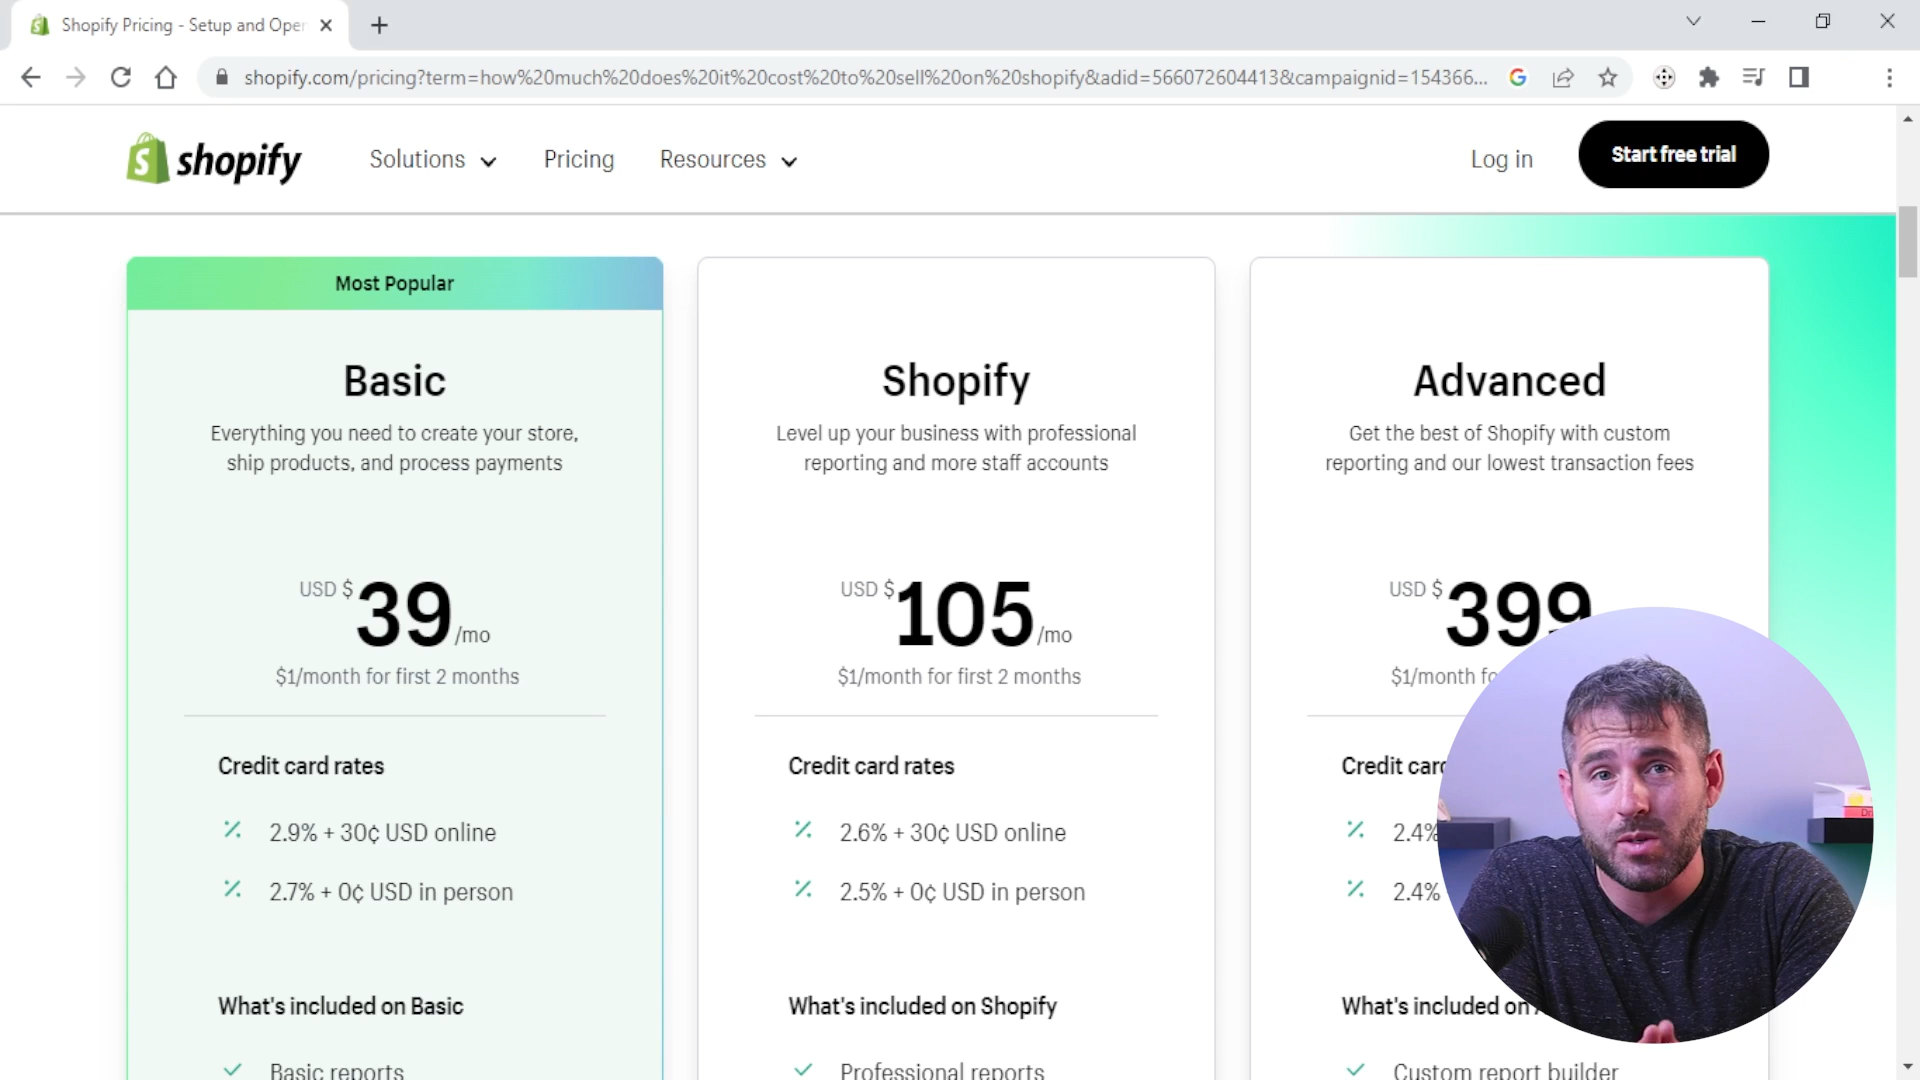 Shopify Pricing - Setup and Oper
shopify.com/pricing?term=how%20much%20does%20it%20cost%20to%20sell%20on%20shopify&adid=566072604413&campaignid=154366...
shopify
Solutions
Pricing
Resources
Log in
Start free trial
Most Popular
Basic
Everything you need to create your store,
ship products, and process payments
USD $39/mo
$1/month for first 2 months
Credit card rates
2.9% + 30¢ USD online
2.7% + 0¢ USD in person
What's included on Basic
Basic reports
Shopify
Level up your business with professional
reporting and more staff accounts
USD $105/mo
$1/month for first 2 months
Credit card rates
2.6% + 30¢ USD online
2.5% + 0¢ USD in person
What's included on Shopify
Professional reports
Advanced
Get the best of Shopify with custom
reporting and our lowest transaction fees
USD $399
$1/month fo
Credit card
2.4%
2.4%
What's included on
Custom report builder